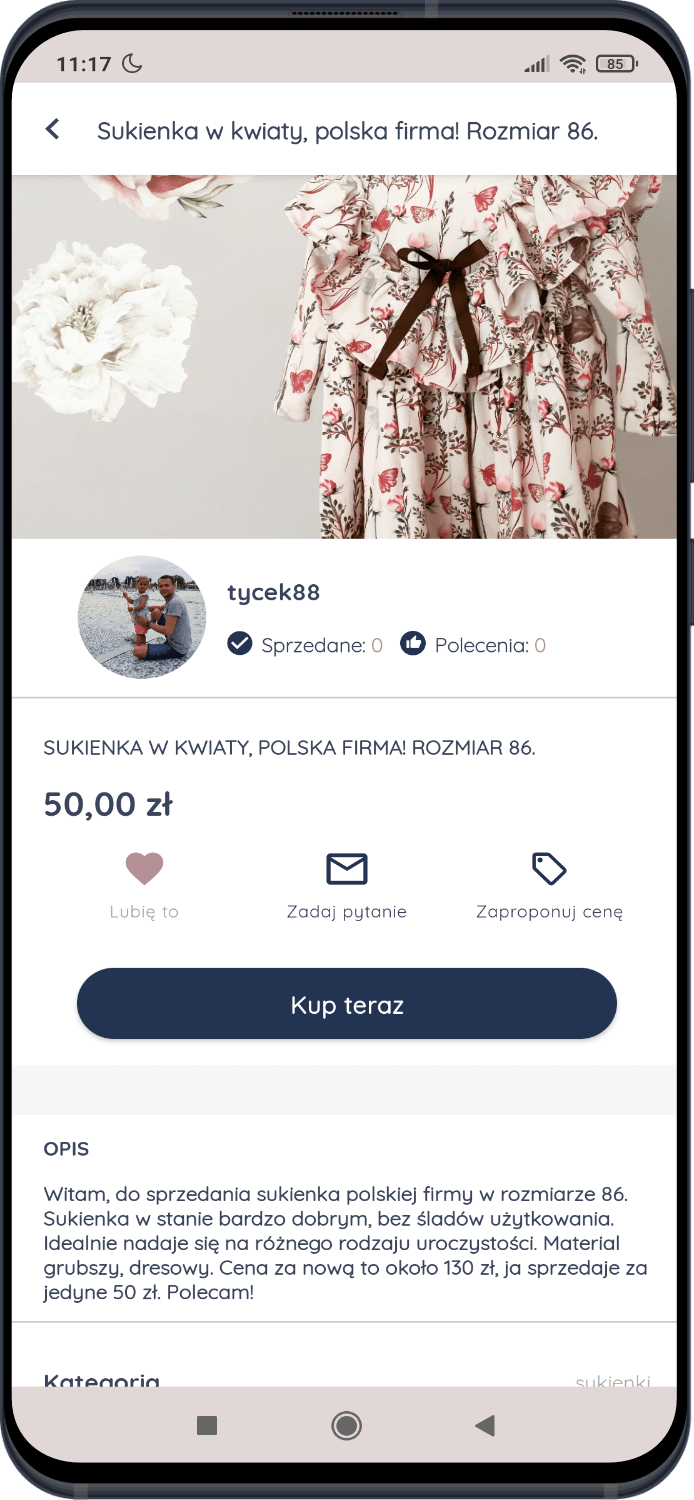 11:17
85
Sukienka w kwiaty, polska firma! Rozmiar 86.
tycek88
Sprzedane: 0 Polecenia: 0
SUKIENKA W KWIATY, POLSKA FIRMA! ROZMIAR 86.
50,00 zł
Lubię to Zadaj pytanie Zaproponuj cenę
Kup teraz
OPIS
Witam, do sprzedania sukienka polskiej firmy w rozmiarze 86.
Sukienka w stanie bardzo dobrym, bez śladów użytkowania.
Idealnie nadaje się na różnego rodzaju uroczystości. Material
grubszy, dresowy. Cena za nową to około 130 zł, ja sprzedaje za
jedyne 50 zł. Polecam!
Kategoria sukienki